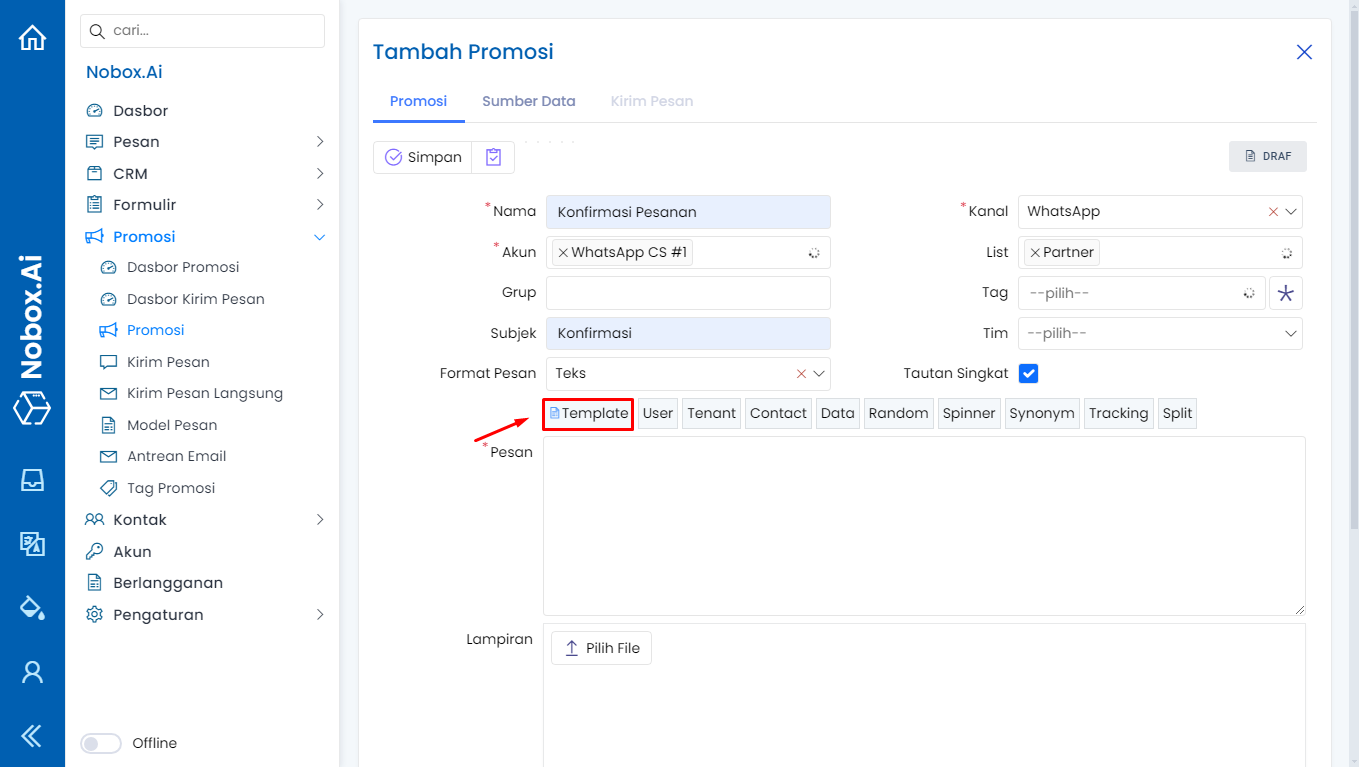 cari...
Nobox.Ai
Nobox.Ai
Dasbor
Pesan
CRM
Formulir
Promosi
Dasbor Promosi
Dasbor Kirim Pesan
Promosi
Kirim Pesan
Kirim Pesan Langsung
Model Pesan
Antrean Email
Tag Promosi
Kontak
Akun
Berlangganan
Pengaturan
Offline
Tambah Promosi
Promosi Sumber Data Kirim Pesan
Simpan DRAF
*Nama Konfirmasi Pesanan *Kanal WhatsApp
*Akun WhatsApp CS #1 List Partner
Grup Tag --pilih--
Subjek Konfirmasi Tim --pilih--
Format Pesan Teks Tautan Singkat
Template User Tenant Contact Data Random Spinner Synonym Tracking Split
*Pesan
Lampiran Pilih File